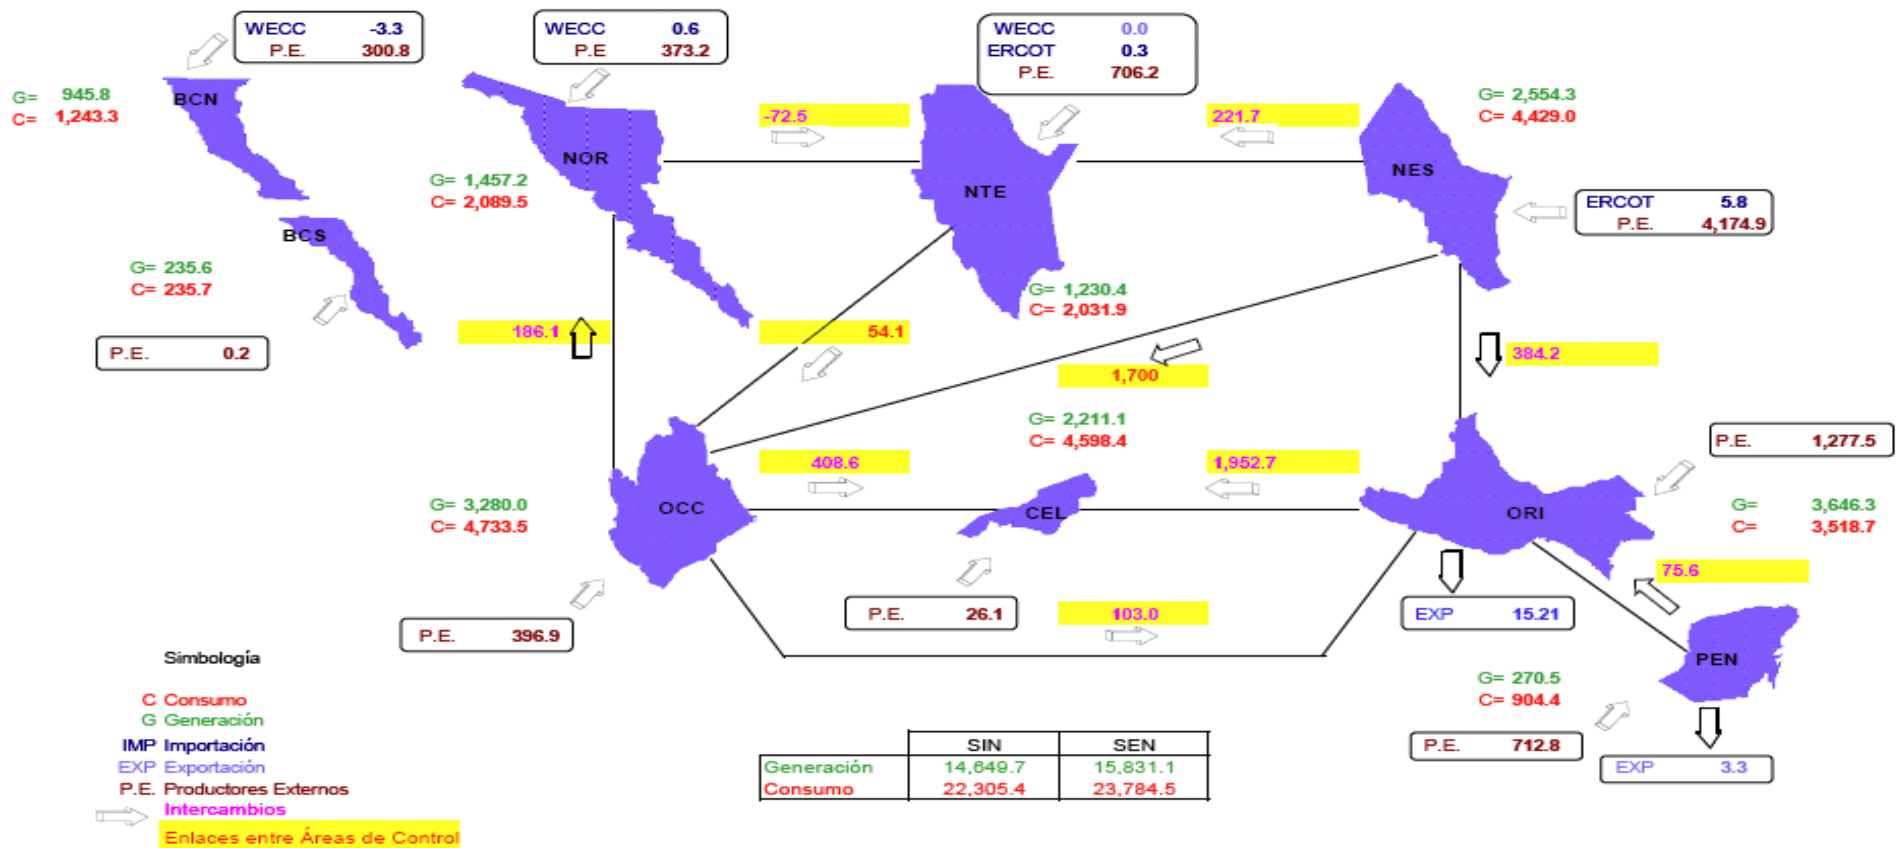 WECC -3.3
P.E. 300.8
WECC 0.6
P.E 373.2
WECC 0.0
ERCOT 0.3
P.E. 706.2
G= 945.8
C= 1,243.3
BCN
-72.5
221.7
G= 2,554.3
C= 4,429.0
NOR
NTE
NES
G= 1,457.2
C= 2,089.5
ERCOT 5.8
P.E. 4,174.9
BCS
G= 235.6
C= 235.7
G= 1,230.4
C= 2,031.9
P.E. 0.2
186.1
54.1
1,700
384.2
G= 2,211.1
C= 4,598.4
P.E. 1,277.5
408.6
1,952.7
G= 3,280.0
C= 4,733.5
OCC
CEL
ORI
G= 3,646.3
C= 3,518.7
75.6
P.E. 396.9
P.E. 26.1
103.0
EXP 15.21
PEN
G= 270.5
C= 904.4
P.E. 712.8
EXP 3.3
Simbología
C Consumo
G Generación
IMP Importación
EXP Exportación
P.E. Productores Externos
Intercambios
Enlaces entre Áreas de Control
SIN SEN
Generación 14,649.7 15,831.1
Consumo 22,305.4 23,784.5